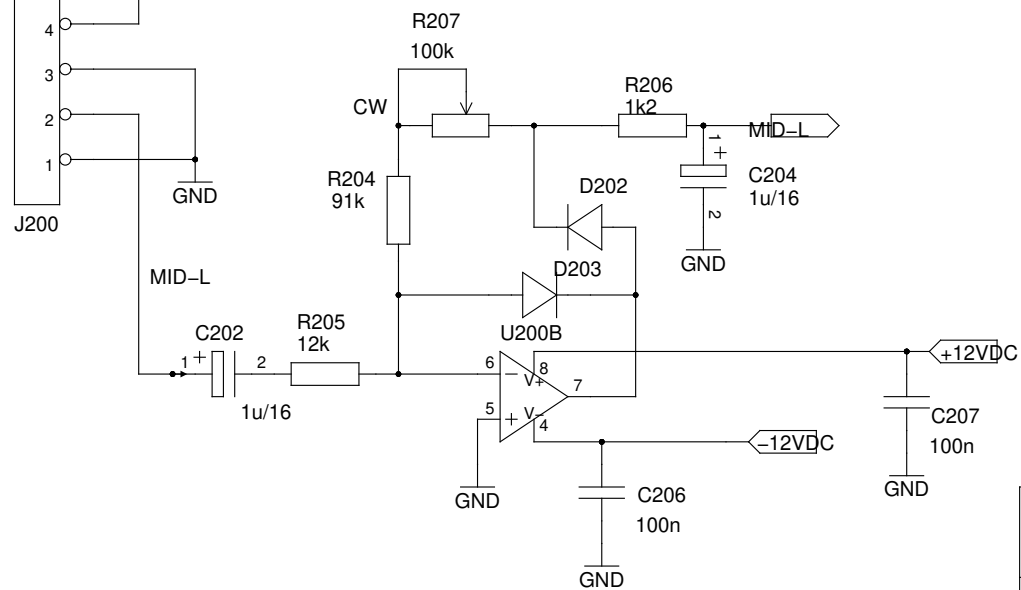 R207
100k
4
3
2
1
J200
GND
CW
R206
1k2
MID–L
1
+
C204
1u/16
2
GND
R204
91k
D202
D203
MID–L
C202
1
+
2
1u/16
R205
12k
U200B
6
–
8
V+
7
5
+
V–
4
GND
+12VDC
–12VDC
C207
100n
GND
C206
100n
GND